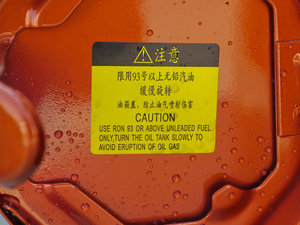 注意
限用93号以上无铅汽油
缓慢旋转
油箱盖，防止油汽喷射伤害
CAUTION
USE RON 93 OR ABOVE UNLEADED FUEL
ONLY,TURN THE OIL TANK SLOWLY TO
AVOID ERUPTION OF OIL GAS